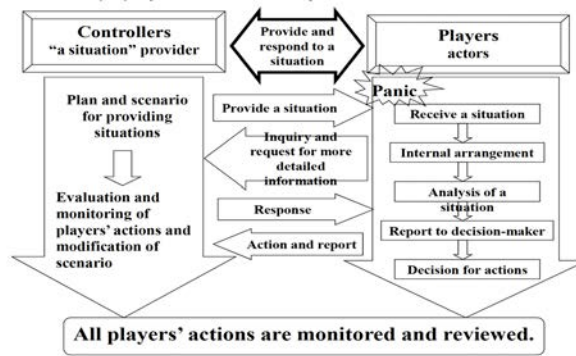 Controllers
“a situation” provider
Provide and
respond to a
situation
Players
actors
Plan and scenario
for providing
situations
Evaluation and
monitoring of
players’ actions and
modification of
scenario
Provide a situation
Inquiry and
request for more
detailed
information
Response
Action and report
Panic
Receive a situation
Internal arrangement
Analysis of a
situation
Report to decision-maker
Decision for actions
All players’ actions are monitored and reviewed.